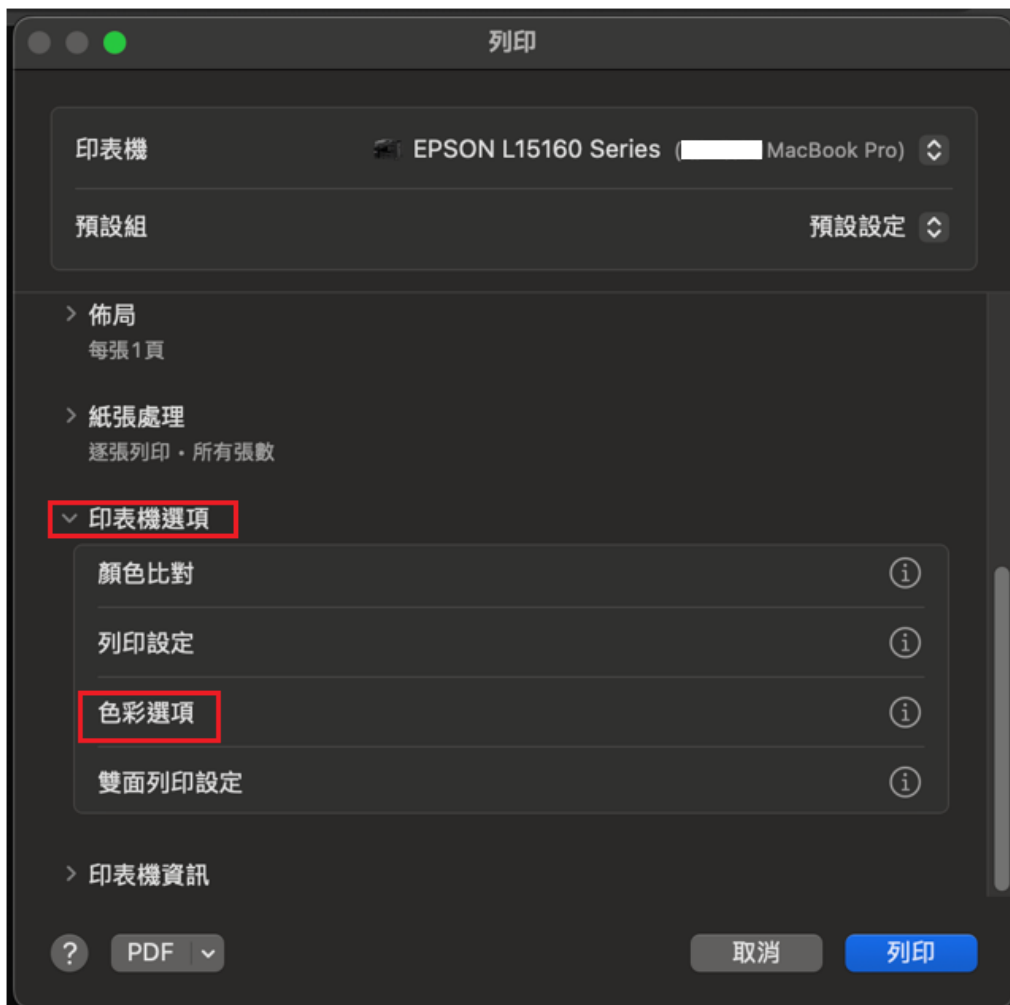 列印
印表機 EPSON L15160 Series ( MacBook Pro)
預設組 預設設定
佈局
每張1頁
紙張處理
逐張列印・所有張數
印表機選項
顏色比對
列印設定
色彩選項
雙面列印設定
印表機資訊
? PDF 取消 列印